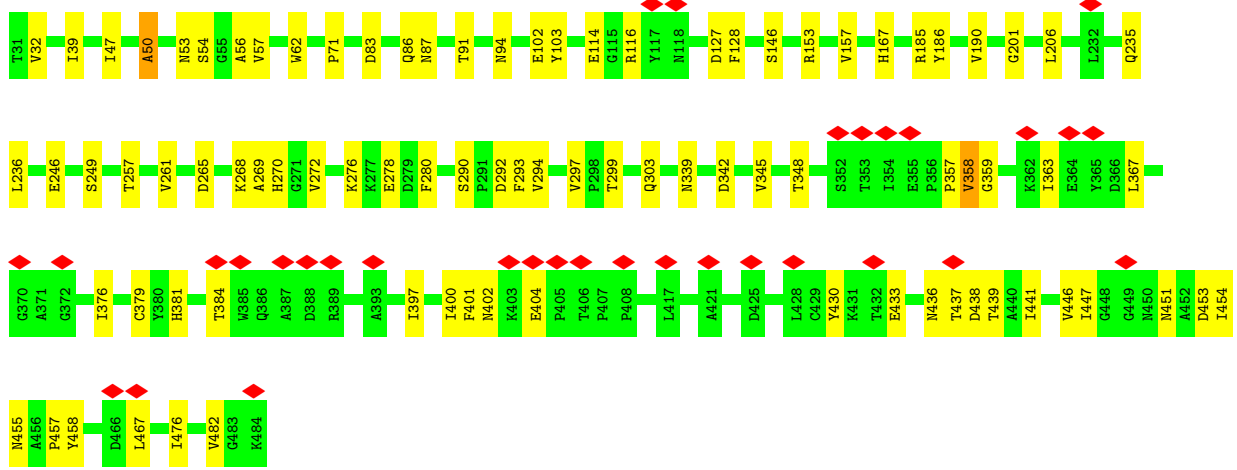 T31 V32 I39 I47 A50 N53 S54 G55 A56 V57 W62 P71 D83 Q86 N87 T91 N94 E102 Y103 E114 G115 R116 Y117 N118 D127 F128 S146 R153 V157 H167 R185 Y186 V190 G201 L206 L232 Q235
L236 E246 S249 T257 V261 D265 K268 A269 H270 G271 V272 K276 K277 E278 D279 F280 S290 P291 D292 F293 V294 V297 P298 T299 Q303 N339 D342 V345 T348 S352 T353 I354 E355 P356 P357 V358 G359 K362 I363 E364 Y365 D366 L367
G370 A371 G372 I376 C379 Y380 H381 T384 W385 Q386 A387 D388 R389 A393 I397 I400 F401 N402 K403 E404 P405 T406 P407 P408 L417 A421 D425 L428 C429 Y430 K431 T432 E433 N436 T437 D438 T439 A440 I441 V446 I447 G448 G449 N450 N451 A452 D453 I454
N455 A456 P457 Y458 D466 L467 I476 V482 G483 K484